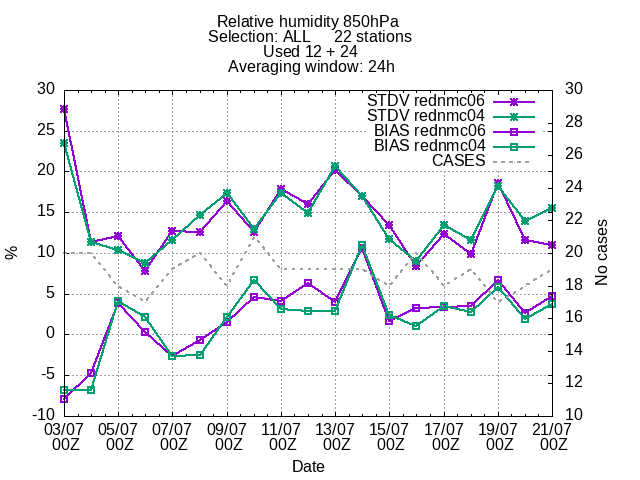 Relative humidity 850hPa
Selection: ALL     22 stations
Used 12 + 24
Averaging window: 24h
STDV rednmc06
STDV rednmc04
BIAS rednmc06
BIAS rednmc04
CASES
%
30
25
20
15
10
5
0
-5
-10
No cases
30
28
26
24
22
20
18
16
14
12
10
03/07 05/07 07/07 09/07 11/07 13/07 15/07 17/07 19/07 21/07
00Z 00Z 00Z 00Z 00Z 00Z 00Z 00Z 00Z 00Z
Date